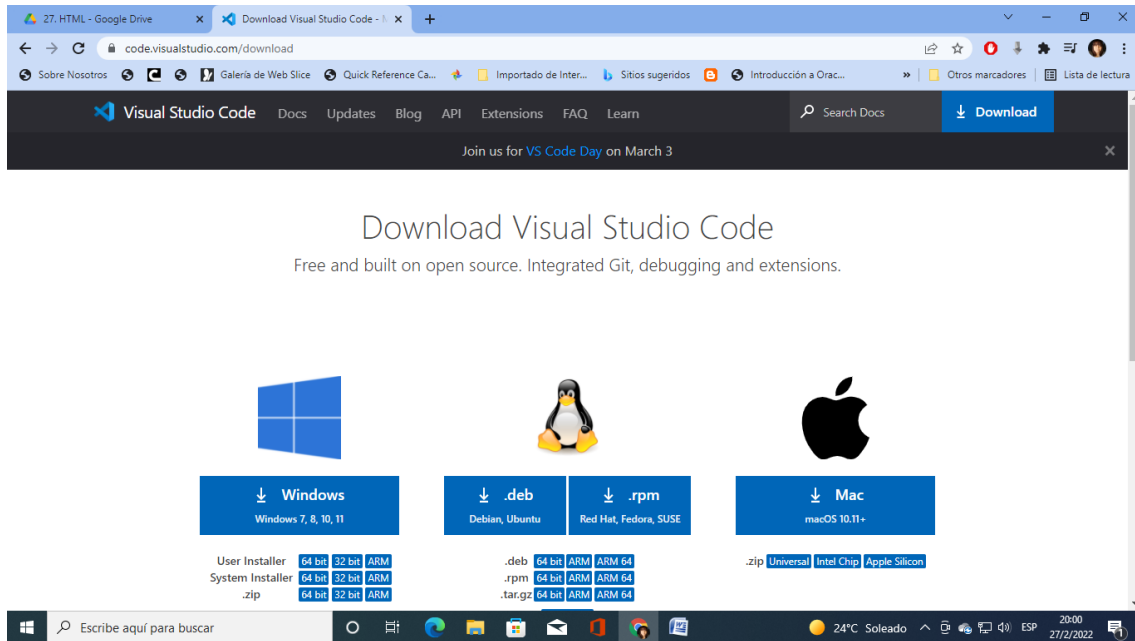 27. HTML - Google Drive
Download Visual Studio Code -
code.visualstudio.com/download
Sobre Nosotros
Galería de Web Slice
Quick Reference Ca...
Importado de Inter...
Sitios sugeridos
Introducción a Orac...
»
Otros marcadores
Lista de lectura
Visual Studio Code
Docs
Updates
Blog
API
Extensions
FAQ
Learn
Search Docs
Download
Join us for VS Code Day on March 3
Download Visual Studio Code
Free and built on open source. Integrated Git, debugging and extensions.
Windows
Windows 7, 8, 10, 11
.deb
Debian, Ubuntu
.rpm
Red Hat, Fedora, SUSE
Mac
macOS 10.11+
User Installer 64 bit 32 bit ARM
System Installer 64 bit 32 bit ARM
.zip 64 bit 32 bit ARM
.deb 64 bit ARM ARM 64
.rpm 64 bit ARM ARM 64
.tar.gz 64 bit ARM ARM 64
.zip Universal Intel Chip Apple Silicon
Escribe aquí para buscar
24°C Soleado
ESP
20:00
27/2/2022